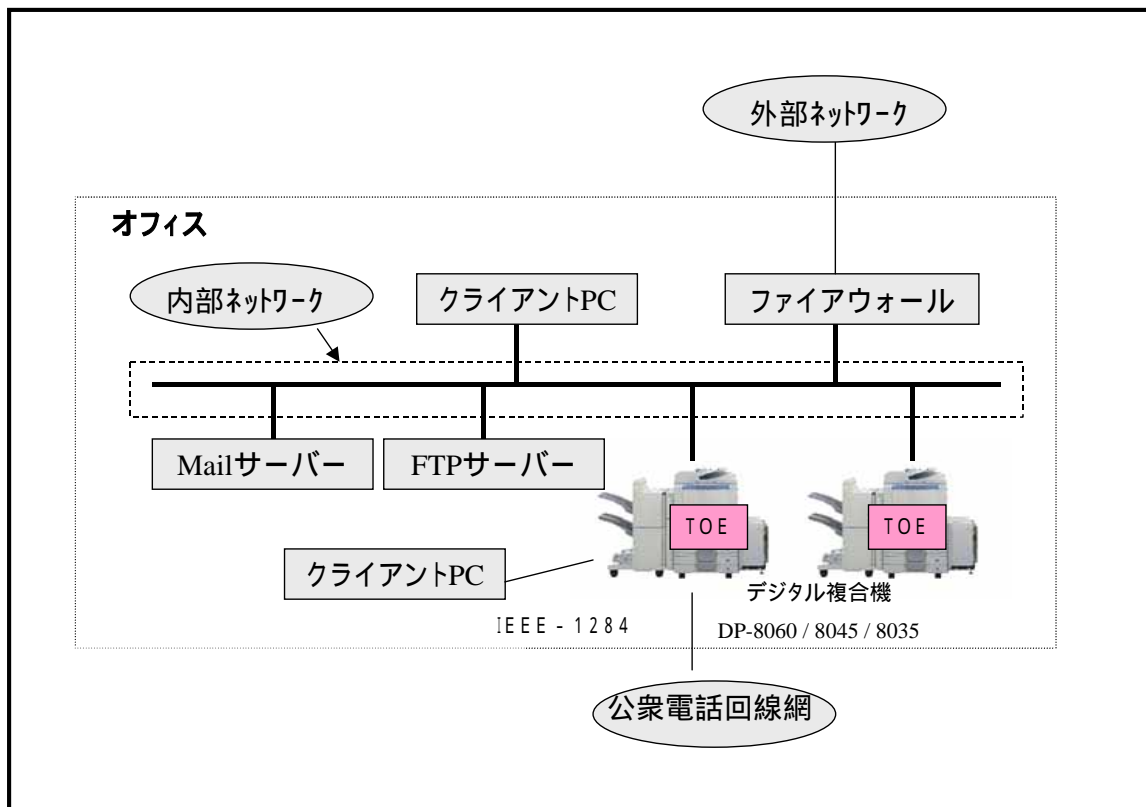 外部ネットワーク
オフィス
内部ネットワーク
クライアントPC
ファイアウォール
Mailサーバー
FTPサーバー
TOE
TOE
クライアントPC
デジタル複合機
IEEE-1284
DP-8060 / 8045 / 8035
公衆電話回線網